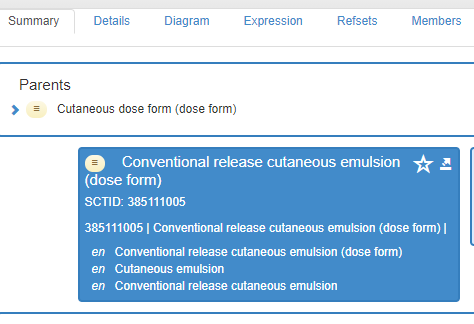 Summary Details Diagram Expression Refsets Members
Parents
Cutaneous dose form (dose form)
Conventional release cutaneous emulsion
(dose form)
SCTID: 385111005
385111005 | Conventional release cutaneous emulsion (dose form) |
en Conventional release cutaneous emulsion (dose form)
en Cutaneous emulsion
en Conventional release cutaneous emulsion